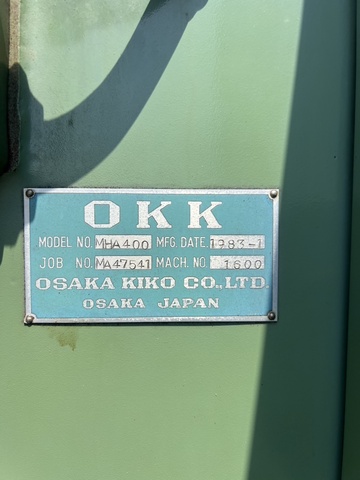 OKK
MODEL NO. MHA400 MFG. DATE. 1983-1
JOB NO. MA47541 MACH. NO. 1600
OSAKA KIKO CO.,LTD.
OSAKA JAPAN